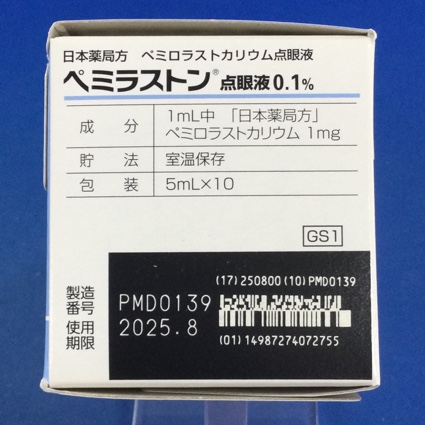 日本薬局方 ペミロラストカリウム点眼液
ペミラストン®点眼液0.1%
成分 1mL中 「日本薬局方」
ペミロラストカリウム 1mg
貯法 室温保存
包装 5mL×10
GS1
(17)250800(10)PMD0139
製造番号 PMD0139
使用期限 2025.8
(01)14987274072755